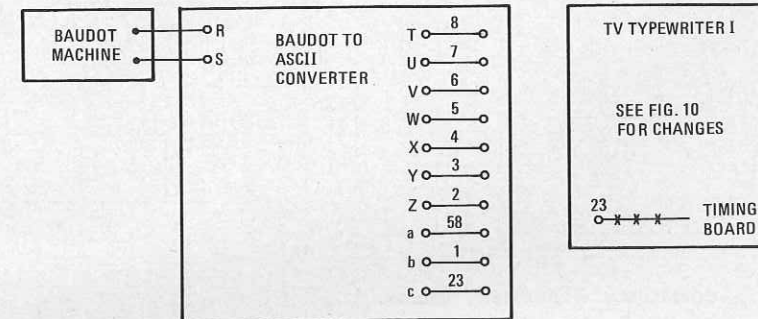 BAUDOT
MACHINE
R
S
BAUDOT TO
ASCII
CONVERTER
T 8
U 7
V 6
W 5
X 4
Y 3
Z 2
a 58
b 1
c 23
TV TYPEWRITER I
SEE FIG. 10
FOR CHANGES
23
TIMING
BOARD